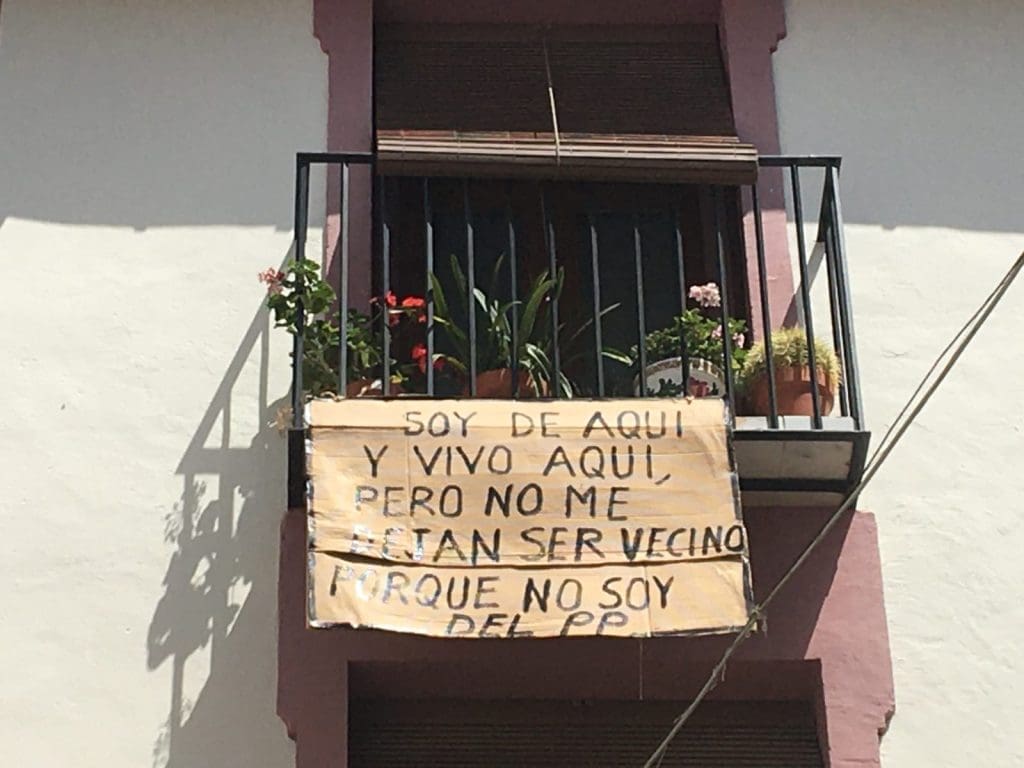 SOY DE AQUI
Y VIVO AQUI,
PERO NO ME
DEJAN SER VECINO
PORQUE NO SOY
DEL PP